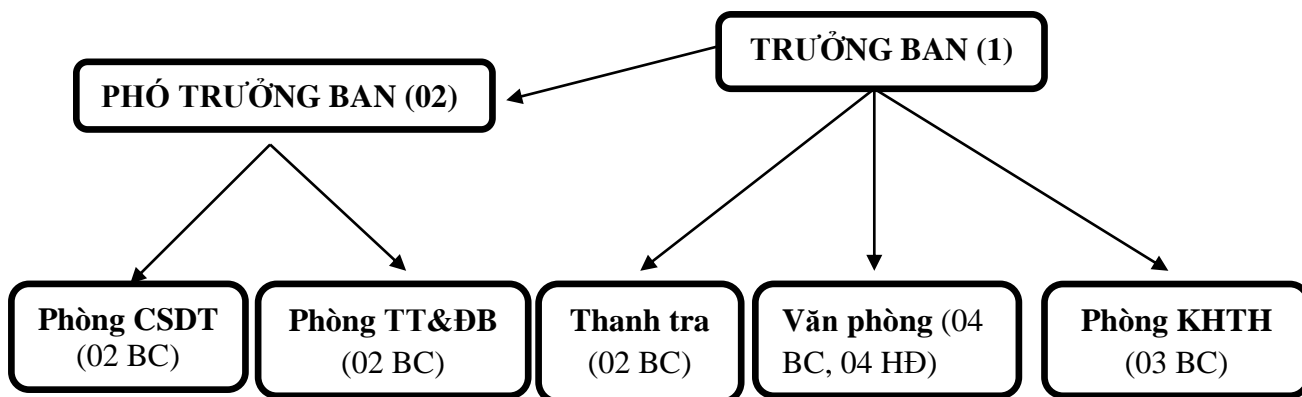 TRƯỞNG BAN (1)
PHÓ TRƯỞNG BAN (02)
Phòng CSDT
(02 BC)
Phòng TT&ĐB
(02 BC)
Thanh tra
(02 BC)
Văn phòng (04
BC, 04 HĐ)
Phòng KHTH
(03 BC)